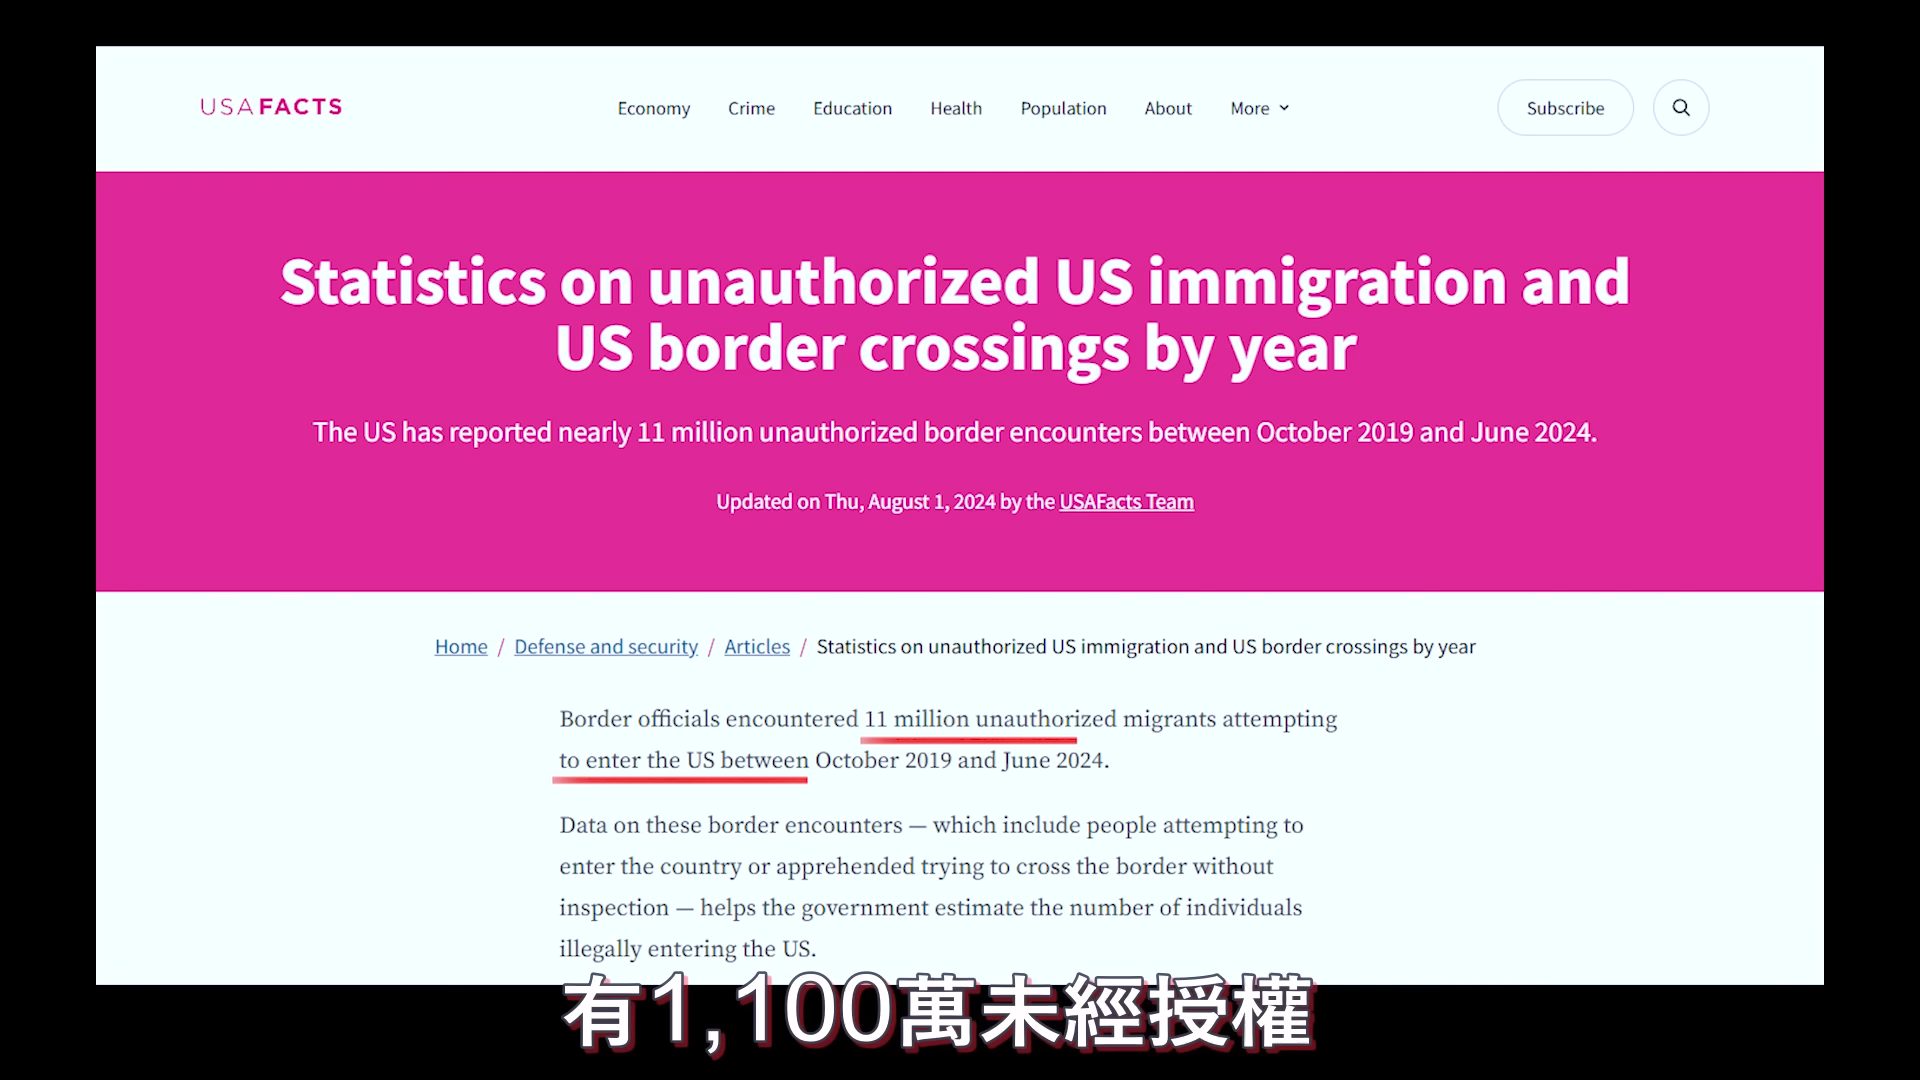 USAFACTS
Economy Crime Education Health Population About More
Subscribe
Statistics on unauthorized US immigration and
US border crossings by year
The US has reported nearly 11 million unauthorized border encounters between October 2019 and June 2024.
Updated on Thu, August 1, 2024 by the USAFacts Team
Home / Defense and security / Articles / Statistics on unauthorized US immigration and US border crossings by year
Border officials encountered 11 million unauthorized migrants attempting
to enter the US between October 2019 and June 2024.
Data on these border encounters — which include people attempting to
enter the country or apprehended trying to cross the border without
inspection — helps the government estimate the number of individuals
illegally entering the US.
有1,100萬未經授權